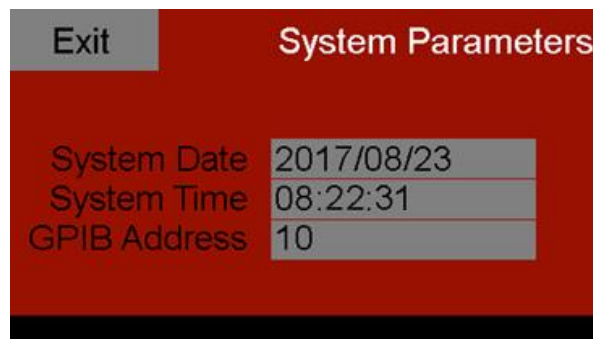 Exit System Parameters
System Date 2017/08/23
System Time 08:22:31
GPIB Address 10